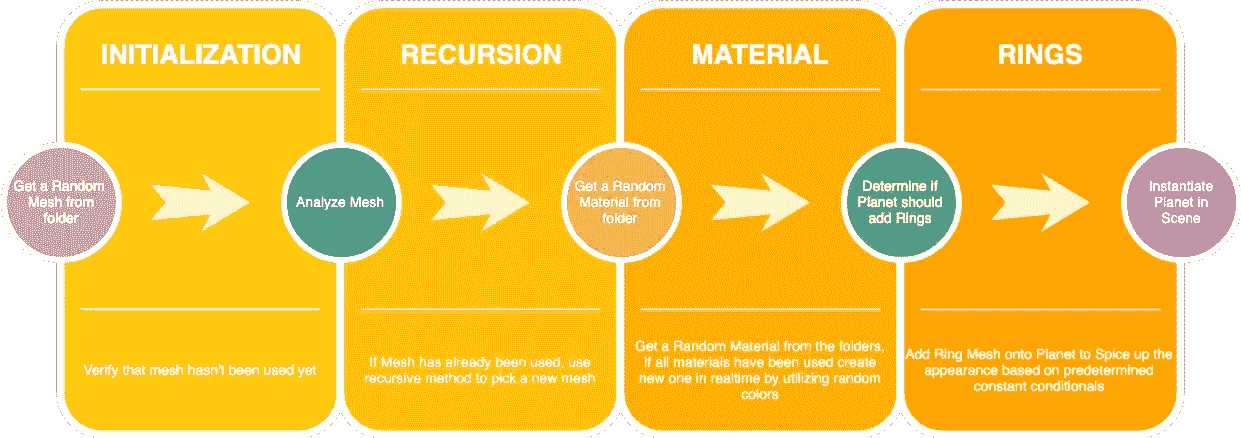 INITIALIZATION
RECURSION
MATERIAL
RINGS
Get a Random
Mesh from
folder
Analyze Mesh
Get a Random
Material from
folder
Determine if
Planet should
add Rings
Instantiate
Planet in
Scene
Verify that mesh hasn't been used yet
If Mesh has already been used, use
recursive method to pick a new mesh
Get a Random Material from the folders,
if all materials have been used create
new one in realtime by utilizing random
colors
Add Ring Mesh onto Planet to Spice up the
appearance based on predetermined
constant conditionals